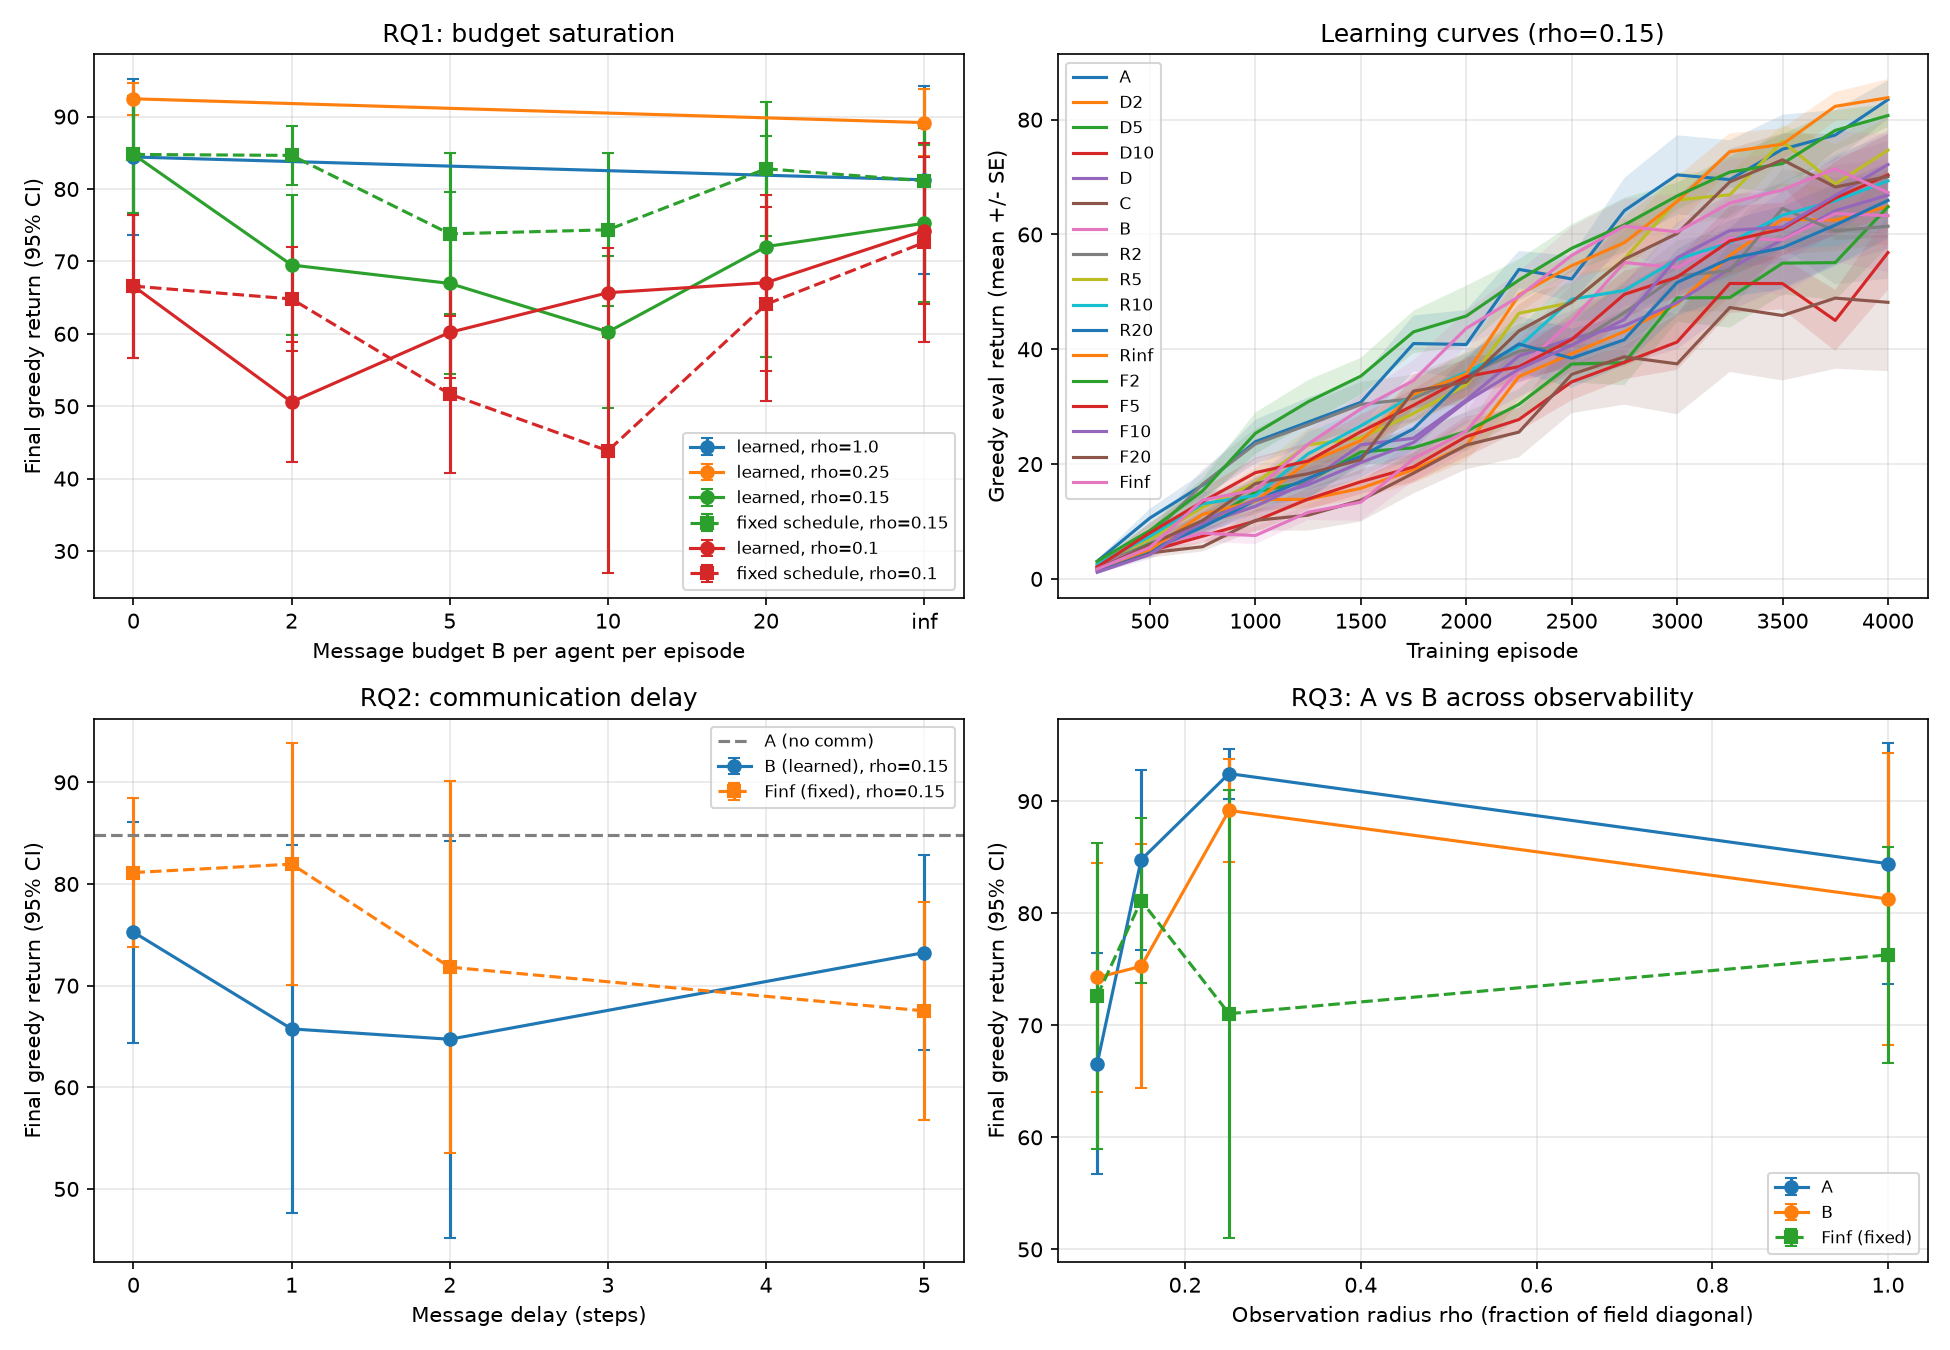 RQ1: budget saturation
Final greedy return (95% CI)
90
80
70
60
50
40
30
0
2
5
10
20
inf
Message budget B per agent per episode
learned, rho=1.0
learned, rho=0.25
learned, rho=0.15
fixed schedule, rho=0.15
learned, rho=0.1
fixed schedule, rho=0.1
Learning curves (rho=0.15)
Greedy eval return (mean +/- SE)
80
60
40
20
0
500
1000
1500
2000
2500
3000
3500
4000
Training episode
A
D2
D5
D10
D
C
B
R2
R5
R10
R20
Rinf
F2
F5
F10
F20
Finf
RQ2: communication delay
Final greedy return (95% CI)
90
80
70
60
50
0
1
2
3
4
5
Message delay (steps)
A (no comm)
B (learned), rho=0.15
Finf (fixed), rho=0.15
RQ3: A vs B across observability
Final greedy return (95% CI)
90
80
70
60
50
0.2
0.4
0.6
0.8
1.0
Observation radius rho (fraction of field diagonal)
A
B
Finf (fixed)